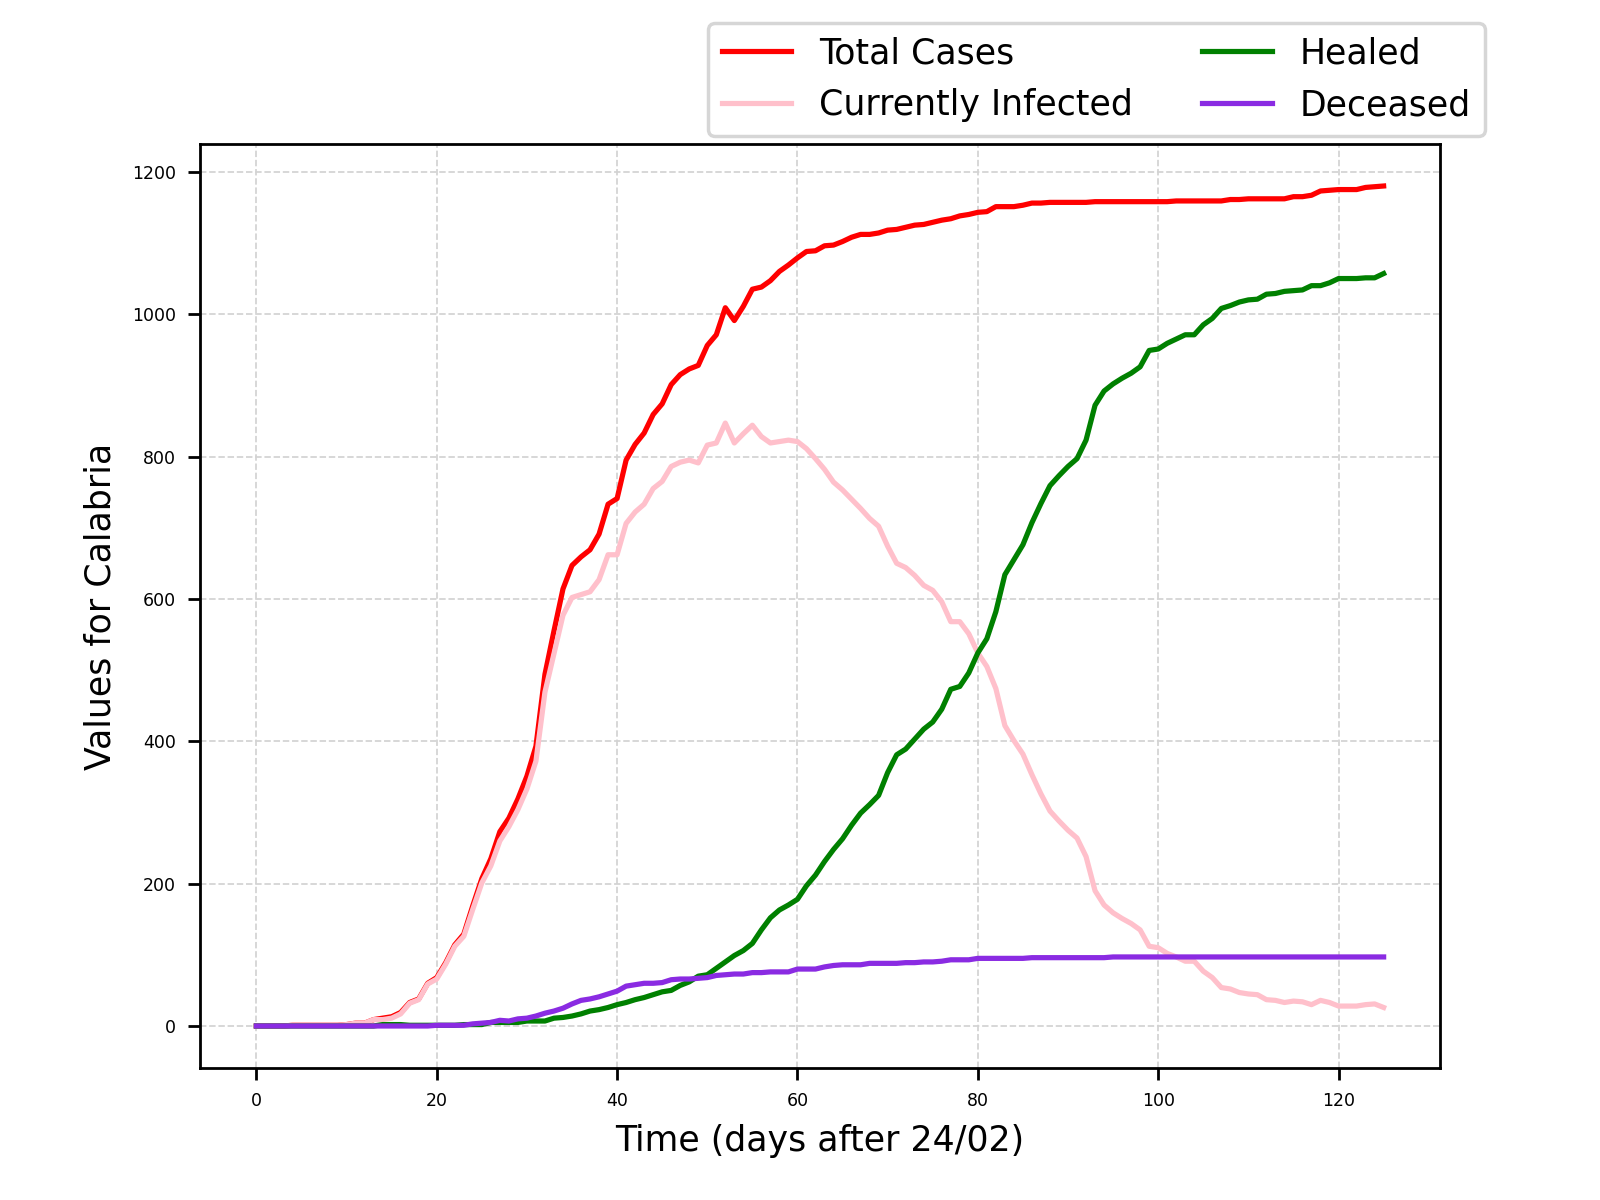 Total Cases
Healed
Currently Infected
Deceased
1200
1000
800
600
400
200
0
Values for Calabria
0 20 40 60 80 100 120
Time (days after 24/02)